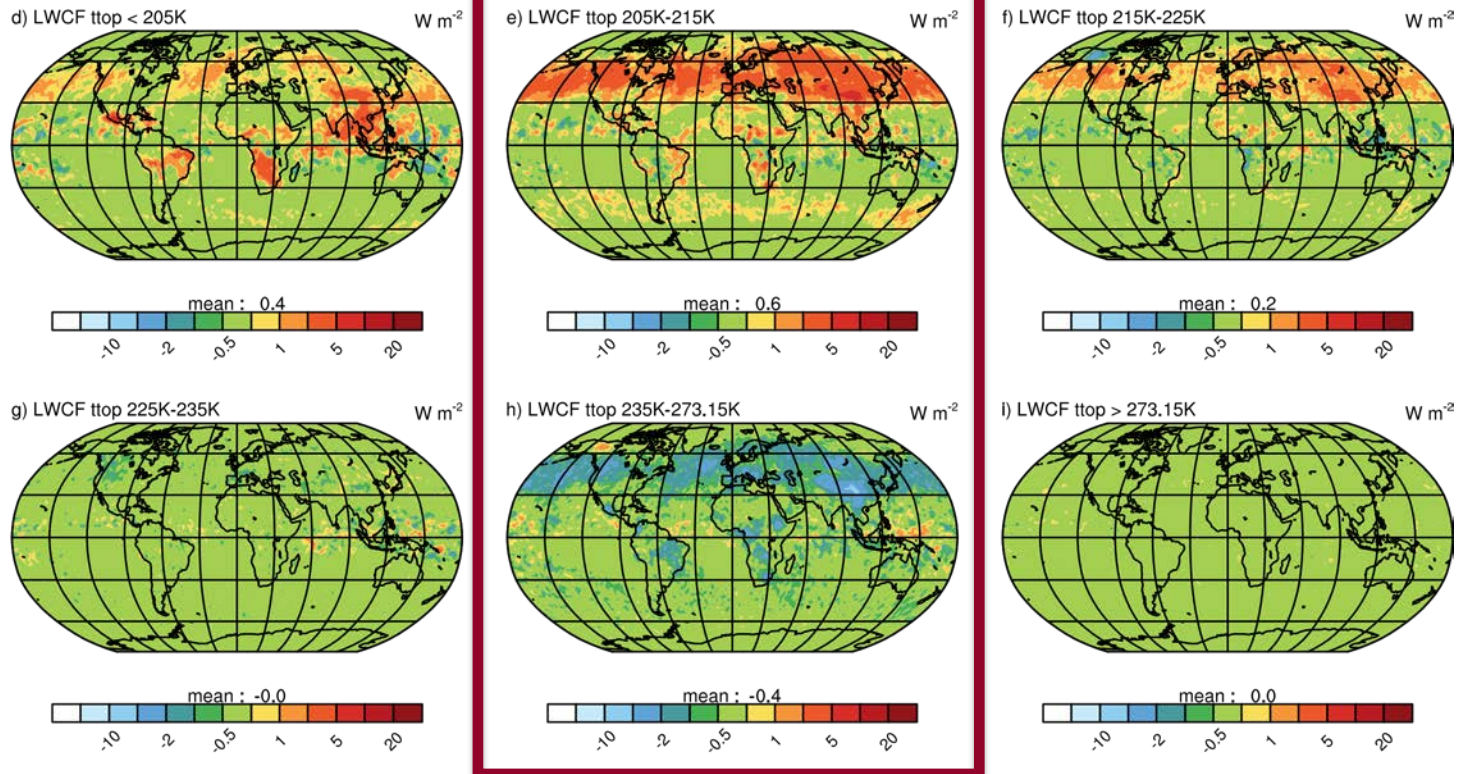 d) LWCF ttop < 205K W m-2
e) LWCF ttop 205K-215K W m-2
f) LWCF ttop 215K-225K W m-2
mean : 0.4
mean : 0.6
mean : 0.2
-10 -2 -0.5 1 5 20
-10 -2 -0.5 1 5 20
-10 -2 -0.5 1 5 20
g) LWCF ttop 225K-235K W m-2
h) LWCF ttop 235K-273.15K W m-2
i) LWCF ttop > 273.15K W m-2
mean : -0.0
mean : -0.4
mean : 0.0
-10 -2 -0.5 1 5 20
-10 -2 -0.5 1 5 20
-10 -2 -0.5 1 5 20